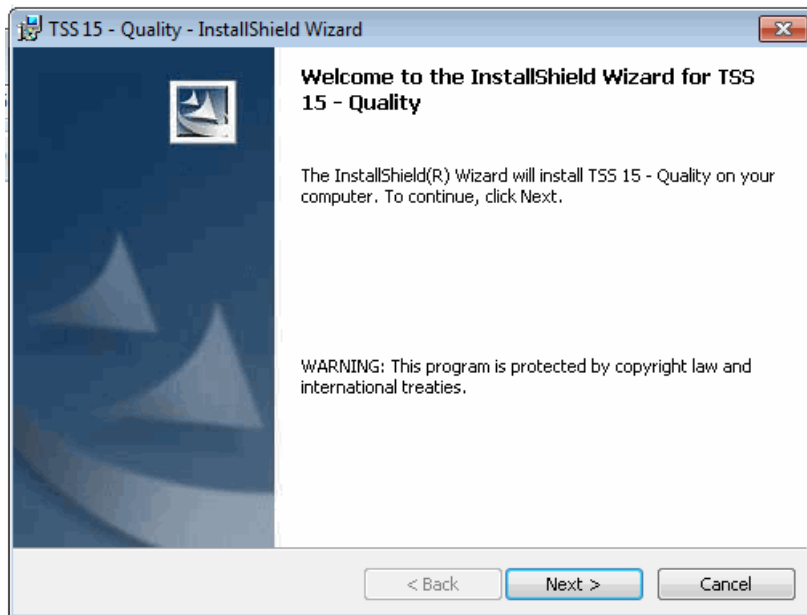 TSS 15 - Quality - InstallShield Wizard
Welcome to the InstallShield Wizard for TSS
15 - Quality
The InstallShield(R) Wizard will install TSS 15 - Quality on your
computer. To continue, click Next.
WARNING: This program is protected by copyright law and
international treaties.
< Back
Next >
Cancel